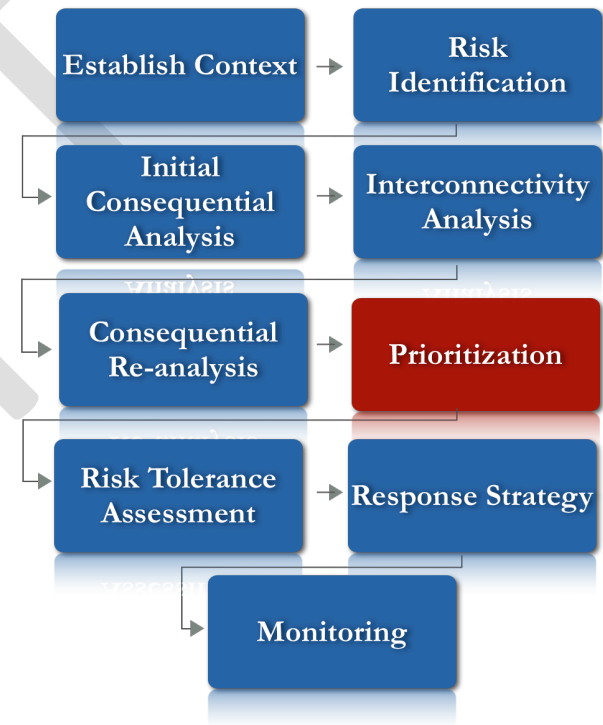 Establish Context
Risk
Identification
Initial
Consequential
Analysis
Interconnectivity
Analysis
Consequential
Re-analysis
Prioritization
Risk Tolerance
Assessment
Response Strategy
Monitoring